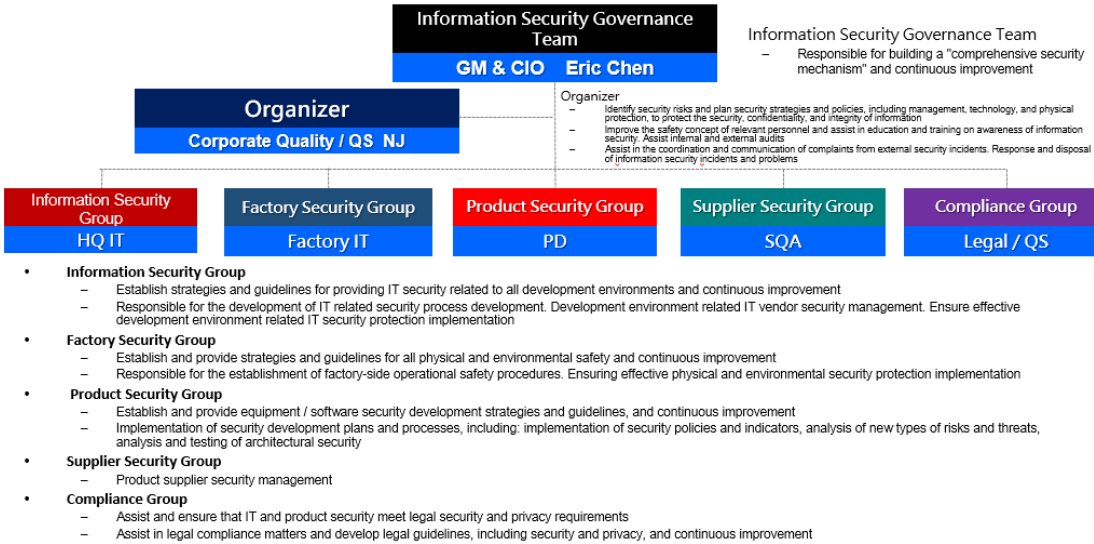 Information Security Governance
Team
GM & CIO Eric Chen
Information Security Governance Team
– Responsible for building a "comprehensive security
mechanism" and continuous improvement
Organizer
Corporate Quality / QS NJ
Organizer
– Identify security risks and plan security strategies and policies, including management, technology, and physical
protection, to protect the security, confidentiality, and integrity of information
– Improve the safety concept of relevant personnel and assist in education and training on awareness of information
security. Assist internal and external audits
– Assist in the coordination and communication of complaints from external security incidents. Response and disposal
of information security incidents and problems
Information Security
Group
HQ IT
Factory Security Group
Factory IT
Product Security Group
PD
Supplier Security Group
SQA
Compliance Group
Legal / QS
• Information Security Group
– Establish strategies and guidelines for providing IT security related to all development environments and continuous improvement
– Responsible for the development of IT related security process development. Development environment related IT vendor security management. Ensure effective
development environment related IT security protection implementation
• Factory Security Group
– Establish and provide strategies and guidelines for all physical and environmental safety and continuous improvement
– Responsible for the establishment of factory-side operational safety procedures. Ensuring effective physical and environmental security protection implementation
• Product Security Group
– Establish and provide equipment / software security development strategies and guidelines, and continuous improvement
– Implementation of security development plans and processes, including: implementation of security policies and indicators, analysis of new types of risks and threats,
analysis and testing of architectural security
• Supplier Security Group
– Product supplier security management
• Compliance Group
– Assist and ensure that IT and product security meet legal security and privacy requirements
– Assist in legal compliance matters and develop legal guidelines, including security and privacy, and continuous improvement